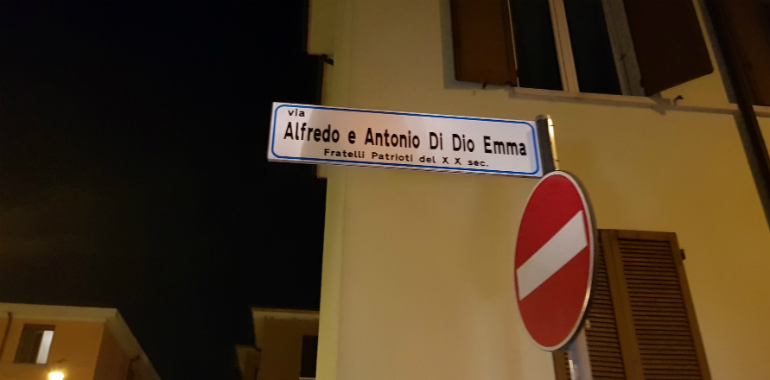 via
Alfredo e Antonio Di Dio Emma
Fratelli Patrioti del X X sec.